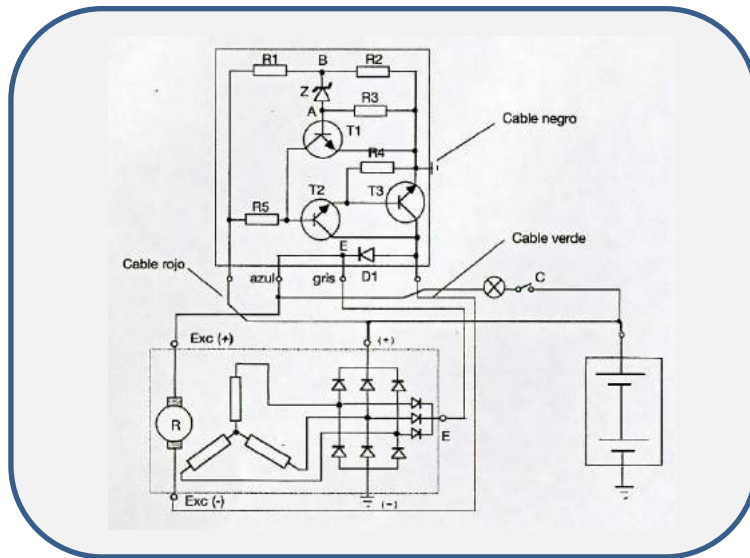 R1 B R2
Z R3
A
T1
Cable negro
R4
T2 T3
R5
Cable verde
E
Cable rojo azul gris D1
C
Exc (+) (+)
R E
Exc (-) (-)